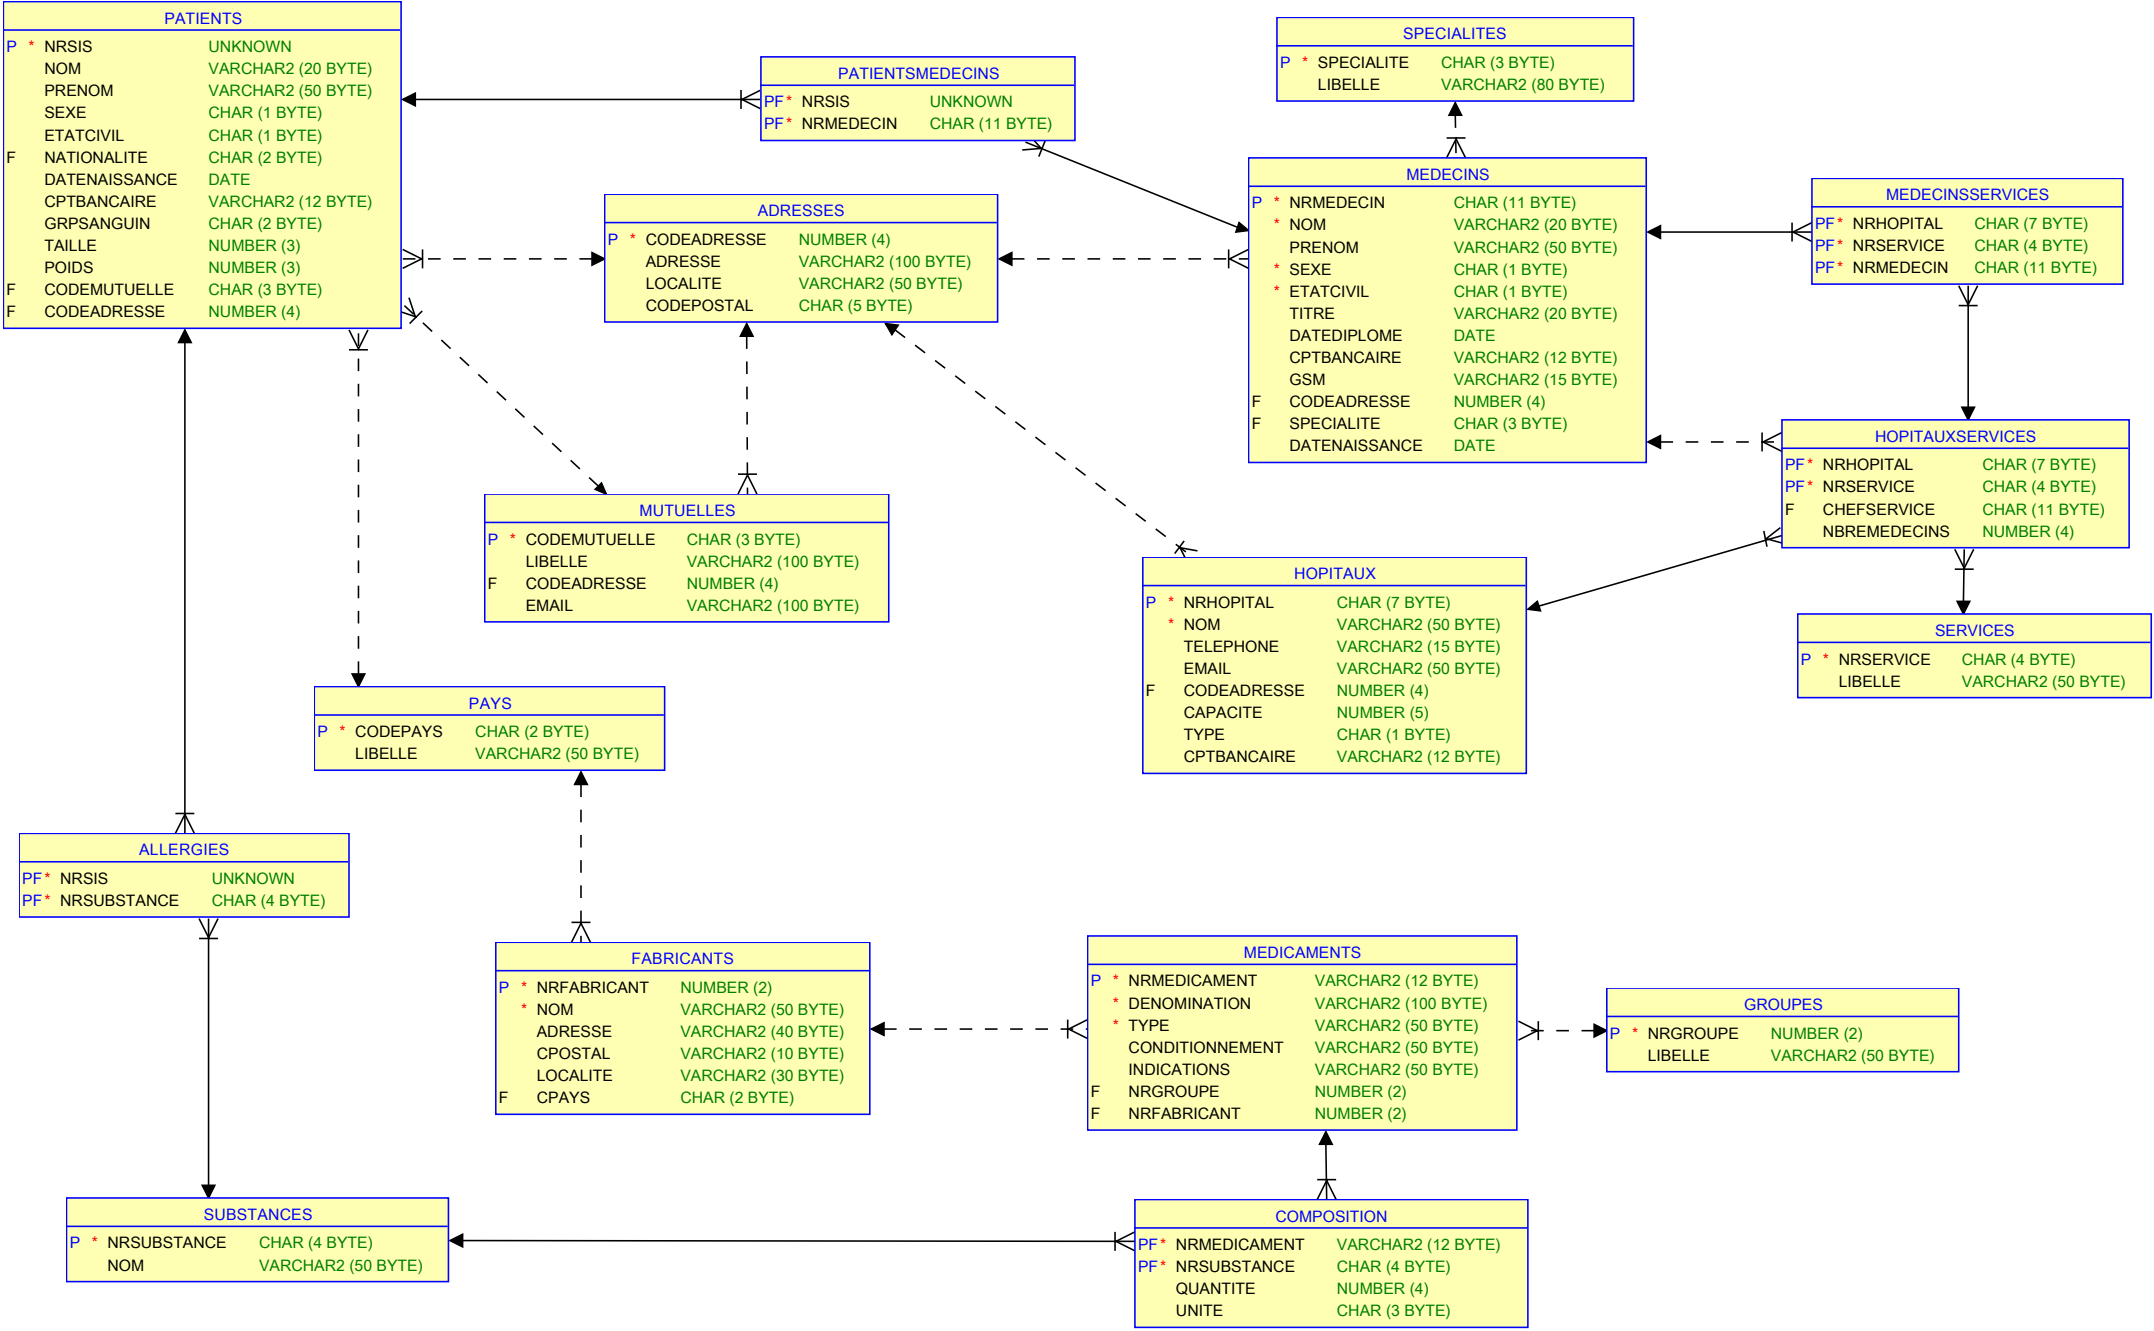 PATIENTS
P * NRSIS UNKNOWN
NOM VARCHAR2 (20 BYTE)
PRENOM VARCHAR2 (50 BYTE)
SEXE CHAR (1 BYTE)
ETATCIVIL CHAR (1 BYTE)
F NATIONALITE CHAR (2 BYTE)
DATENAISSANCE DATE
CPTBANCAIRE VARCHAR2 (12 BYTE)
GRPSANGUIN CHAR (2 BYTE)
TAILLE NUMBER (3)
POIDS NUMBER (3)
F CODEMUTUELLE CHAR (3 BYTE)
F CODEADRESSE NUMBER (4)
PATIENTSMEDECINS
PF* NRSIS UNKNOWN
PF* NRMEDECIN CHAR (11 BYTE)
SPECIALITES
P * SPECIALITE CHAR (3 BYTE)
LIBELLE VARCHAR2 (80 BYTE)
ADRESSES
P * CODEADRESSE NUMBER (4)
ADRESSE VARCHAR2 (100 BYTE)
LOCALITE VARCHAR2 (50 BYTE)
CODEPOSTAL CHAR (5 BYTE)
MEDECINS
P * NRMEDECIN CHAR (11 BYTE)
* NOM VARCHAR2 (20 BYTE)
PRENOM VARCHAR2 (50 BYTE)
* SEXE CHAR (1 BYTE)
* ETATCIVIL CHAR (1 BYTE)
TITRE VARCHAR2 (20 BYTE)
DATEDIPLOME DATE
CPTBANCAIRE VARCHAR2 (12 BYTE)
GSM VARCHAR2 (15 BYTE)
F CODEADRESSE NUMBER (4)
F SPECIALITE CHAR (3 BYTE)
DATENAISSANCE DATE
MEDECINSSERVICES
PF* NRHOPITAL CHAR (7 BYTE)
PF* NRSERVICE CHAR (4 BYTE)
PF* NRMEDECIN CHAR (11 BYTE)
HOPITAUXSERVICES
PF* NRHOPITAL CHAR (7 BYTE)
PF* NRSERVICE CHAR (4 BYTE)
F CHEFSERVICE CHAR (11 BYTE)
NBREMEDECINS NUMBER (4)
MUTUELLES
P * CODEMUTUELLE CHAR (3 BYTE)
LIBELLE VARCHAR2 (100 BYTE)
F CODEADRESSE NUMBER (4)
EMAIL VARCHAR2 (100 BYTE)
HOPITAUX
P * NRHOPITAL CHAR (7 BYTE)
* NOM VARCHAR2 (50 BYTE)
TELEPHONE VARCHAR2 (15 BYTE)
EMAIL VARCHAR2 (50 BYTE)
F CODEADRESSE NUMBER (4)
CAPACITE NUMBER (5)
TYPE CHAR (1 BYTE)
CPTBANCAIRE VARCHAR2 (12 BYTE)
SERVICES
P * NRSERVICE CHAR (4 BYTE)
LIBELLE VARCHAR2 (50 BYTE)
PAYS
P * CODEPAYS CHAR (2 BYTE)
LIBELLE VARCHAR2 (50 BYTE)
ALLERGIES
PF* NRSIS UNKNOWN
PF* NRSUBSTANCE CHAR (4 BYTE)
FABRICANTS
P * NRFABRICANT NUMBER (2)
* NOM VARCHAR2 (50 BYTE)
ADRESSE VARCHAR2 (40 BYTE)
CPOSTAL VARCHAR2 (10 BYTE)
LOCALITE VARCHAR2 (30 BYTE)
F CPAYS CHAR (2 BYTE)
MEDICAMENTS
P * NRMEDICAMENT VARCHAR2 (12 BYTE)
* DENOMINATION VARCHAR2 (100 BYTE)
* TYPE VARCHAR2 (50 BYTE)
CONDITIONNEMENT VARCHAR2 (50 BYTE)
INDICATIONS VARCHAR2 (50 BYTE)
F NRGROUPE NUMBER (2)
F NRFABRICANT NUMBER (2)
GROUPES
P * NRGROUPE NUMBER (2)
LIBELLE VARCHAR2 (50 BYTE)
SUBSTANCES
P * NRSUBSTANCE CHAR (4 BYTE)
NOM VARCHAR2 (50 BYTE)
COMPOSITION
PF* NRMEDICAMENT VARCHAR2 (12 BYTE)
PF* NRSUBSTANCE CHAR (4 BYTE)
QUANTITE NUMBER (4)
UNITE CHAR (3 BYTE)